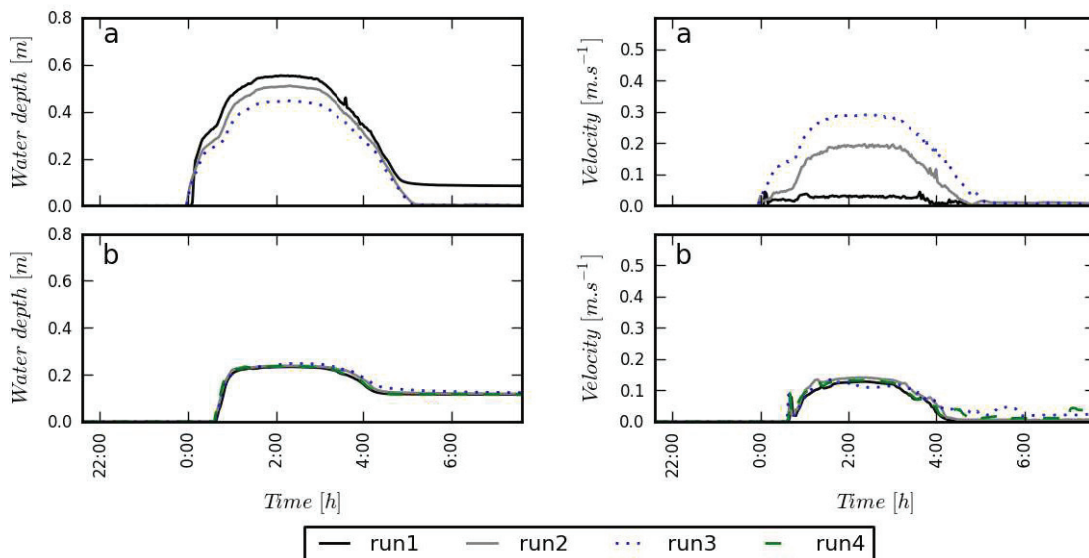 0.8
0.6
0.4
0.2
0.0
Water depth [m]
a
0.5
0.4
0.3
0.2
0.1
0.0
Velocity [m.s⁻¹]
a
0.8
0.6
0.4
0.2
0.0
Water depth [m]
b
0.5
0.4
0.3
0.2
0.1
0.0
Velocity [m.s⁻¹]
b
22:00
0:00
2:00
4:00
6:00
Time [h]
22:00
0:00
2:00
4:00
6:00
Time [h]
run1 run2 run3 run4